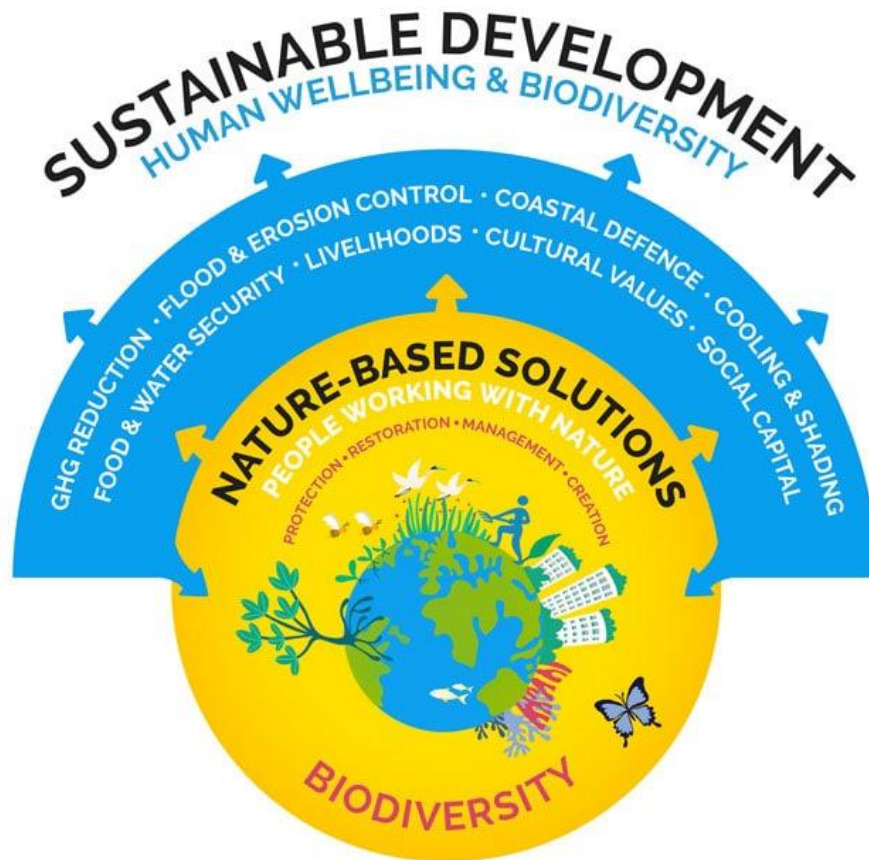 SUSTAINABLE DEVELOPMENT
HUMAN WELLBEING & BIODIVERSITY
GHG REDUCTION · FLOOD & EROSION CONTROL · COASTAL DEFENCE · COOLING & SHADING
FOOD & WATER SECURITY · LIVELIHOODS · CULTURAL VALUES · SOCIAL CAPITAL
NATURE-BASED SOLUTIONS
PEOPLE WORKING WITH NATURE
PROTECTION • RESTORATION • MANAGEMENT • CREATION
BIODIVERSITY